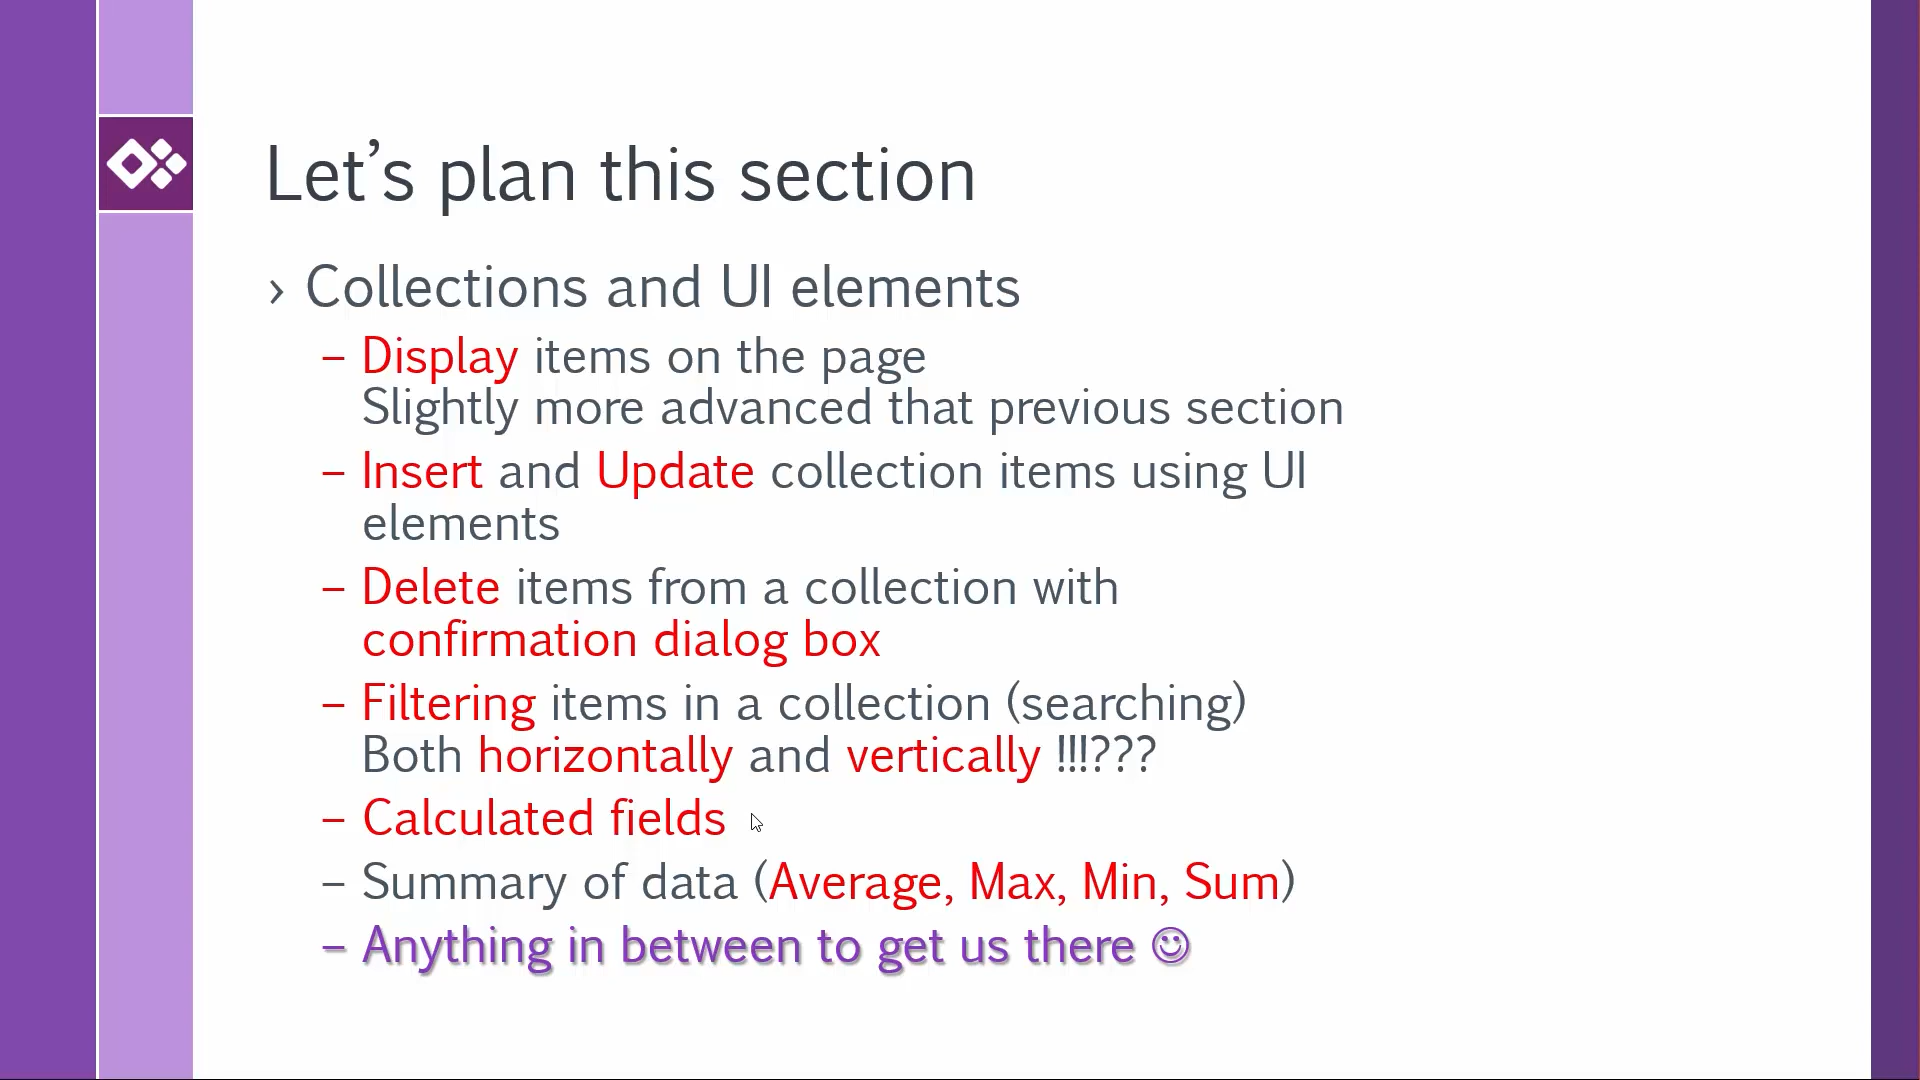 Let’s plan this section
› Collections and UI elements
– Display items on the page
Slightly more advanced that previous section
– Insert and Update collection items using UI
elements
– Delete items from a collection with
confirmation dialog box
– Filtering items in a collection (searching)
Both horizontally and vertically !!!???
– Calculated fields
– Summary of data (Average, Max, Min, Sum)
– Anything in between to get us there ☺